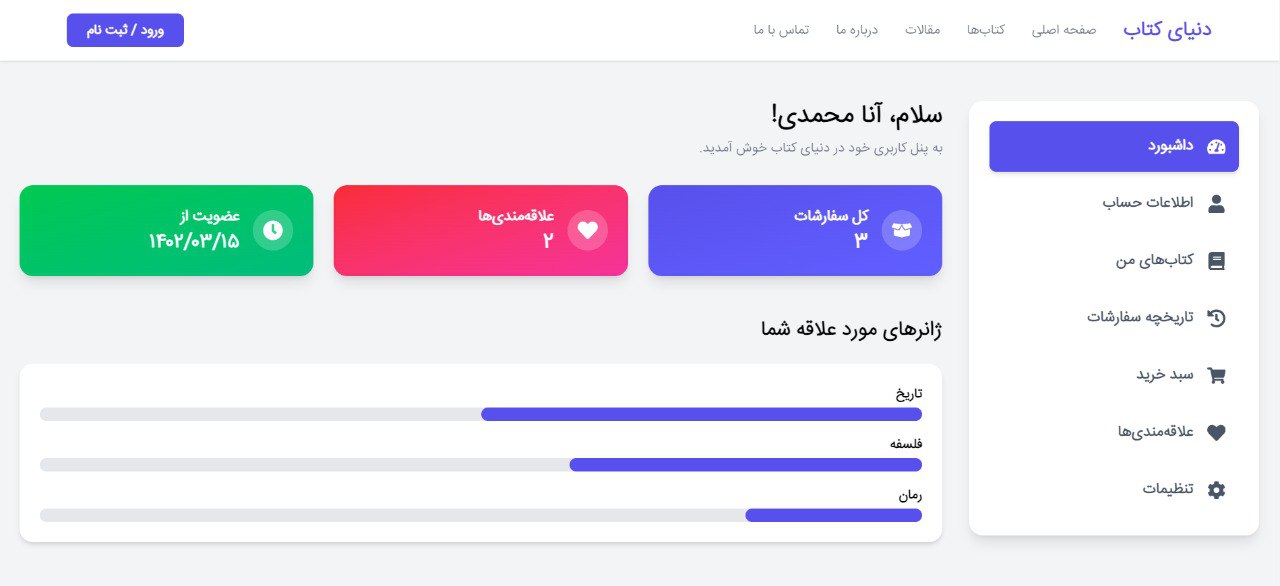 دنیای کتاب
صفحه اصلی
کتاب‌ها
مقالات
درباره ما
تماس با ما
ورود / ثبت نام
داشبورد
اطلاعات حساب
کتاب‌های من
تاریخچه سفارشات
سبد خرید
علاقه‌مندی‌ها
تنظیمات
سلام، آنا محمدی!
به پنل کاربری خود در دنیای کتاب خوش آمدید.
کل سفارشات
۳
علاقه‌مندی‌ها
۲
عضویت از
۱۴۰۲/۰۳/۱۵
ژانرهای مورد علاقه شما
تاریخ
فلسفه
رمان